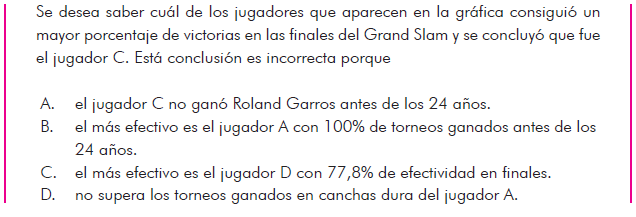 Se desea saber cuál de los jugadores que aparecen en la gráfica consiguió un
mayor porcentaje de victorias en las finales del Grand Slam y se concluyó que fue
el jugador C. Está conclusión es incorrecta porque
A. el jugador C no ganó Roland Garros antes de los 24 años.
B. el más efectivo es el jugador A con 100% de torneos ganados antes de los
24 años.
C. el más efectivo es el jugador D con 77,8% de efectividad en finales.
D. no supera los torneos ganados en canchas dura del jugador A.